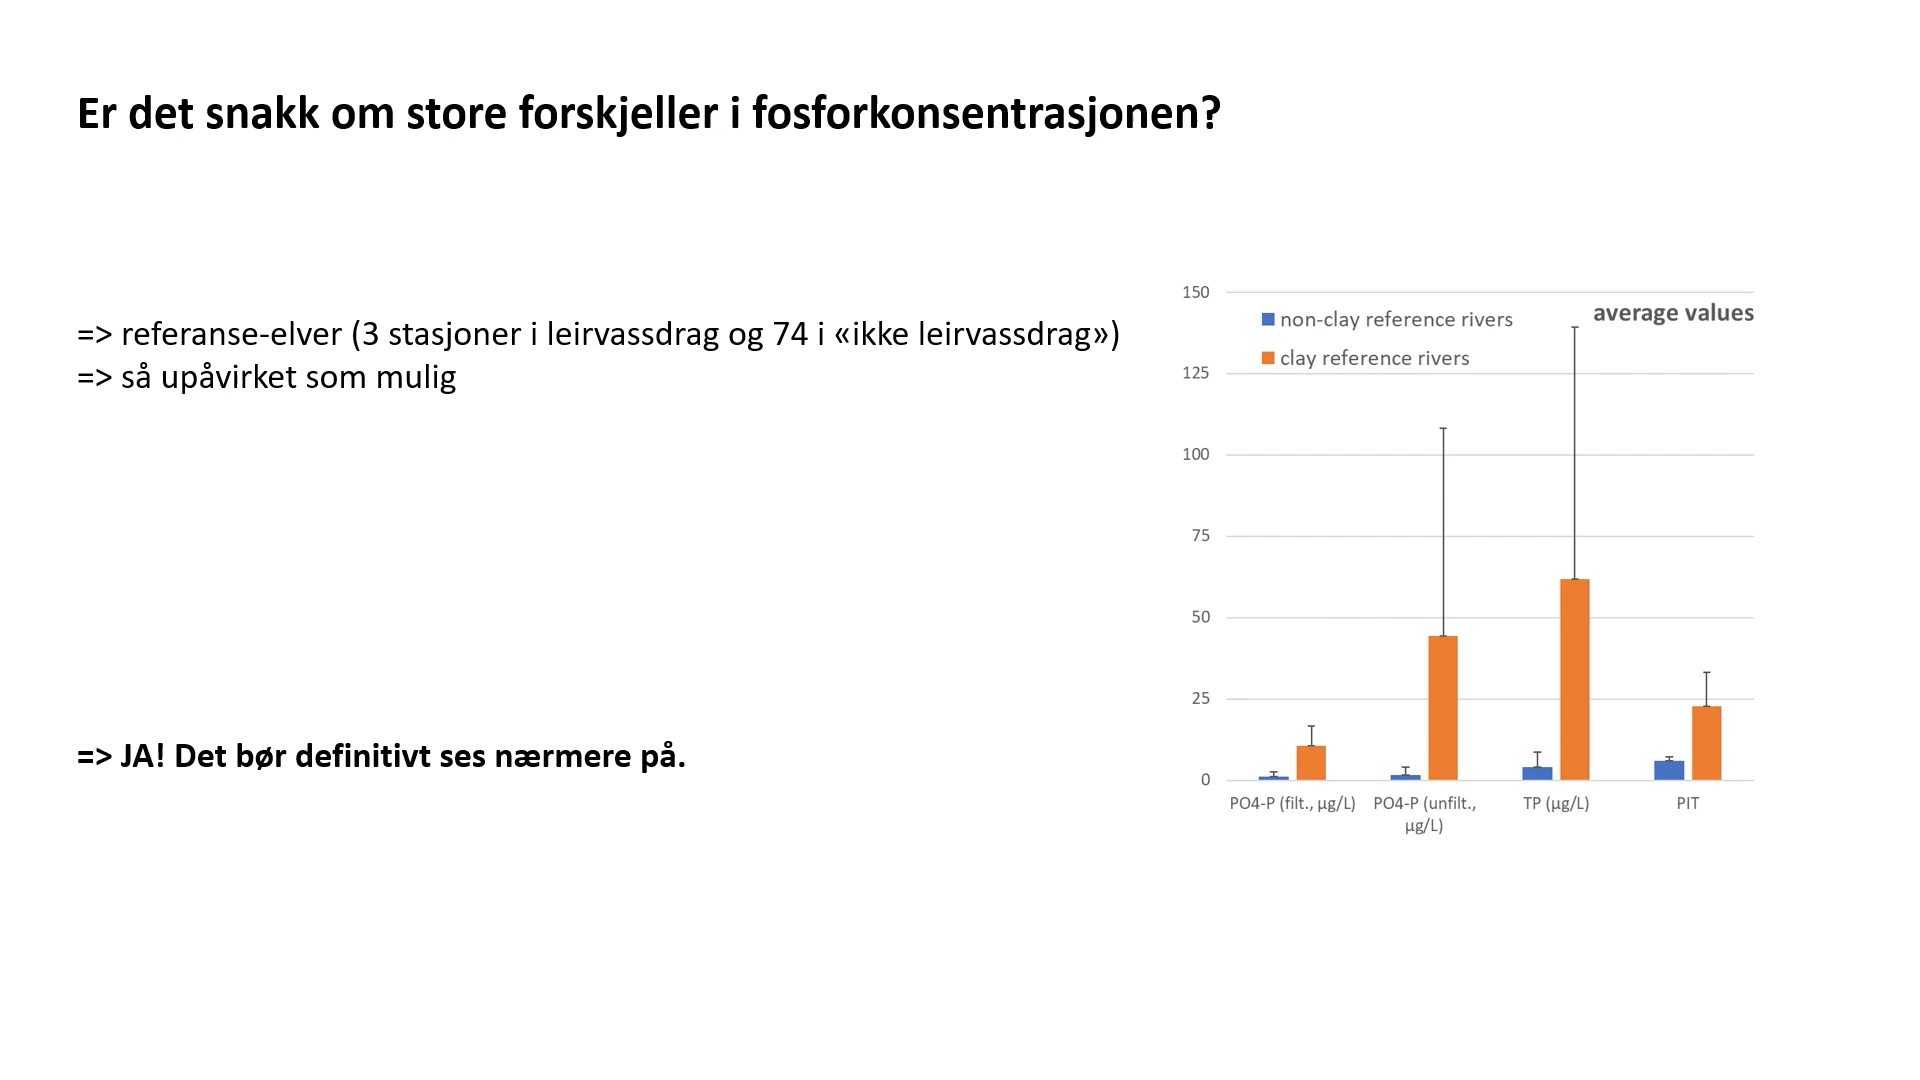 Er det snakk om store forskjeller i fosforkonsentrasjonen?
=> referanse-elver (3 stasjoner i leirvassdrag og 74 i «ikke leirvassdrag»)
=> så upåvirket som mulig
=> JA! Det bør definitivt ses nærmere på.
average values
non-clay reference rivers
clay reference rivers
150
125
100
75
50
25
0
PO4-P (filt., µg/L)
PO4-P (unfilt.,
µg/L)
TP (µg/L)
PIT